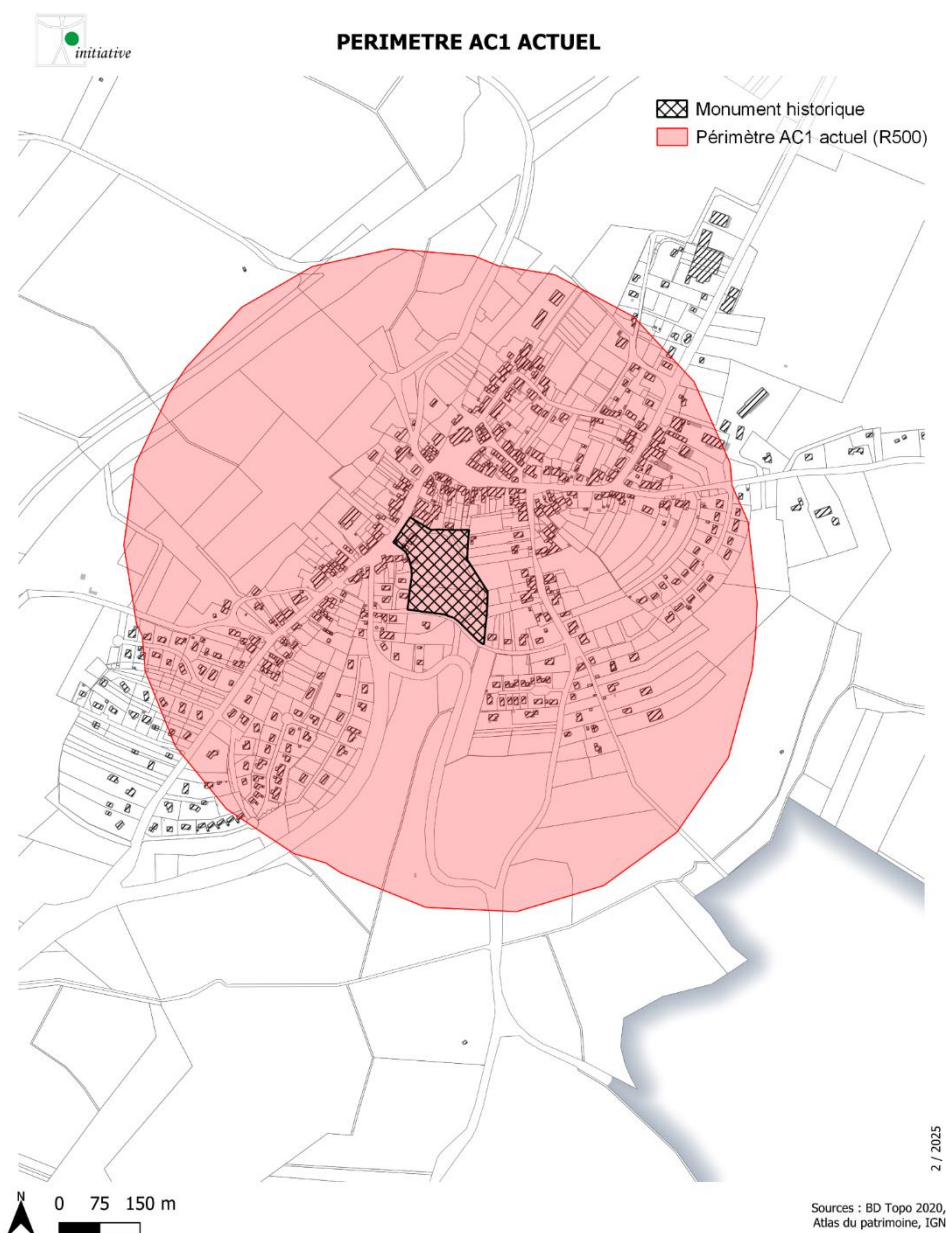 initiative
PERIMETRE AC1 ACTUEL
Monument historique
Périmètre AC1 actuel (R500)
2 / 2025
N
0 75 150 m
Sources : BD Topo 2020,
Atlas du patrimoine, IGN